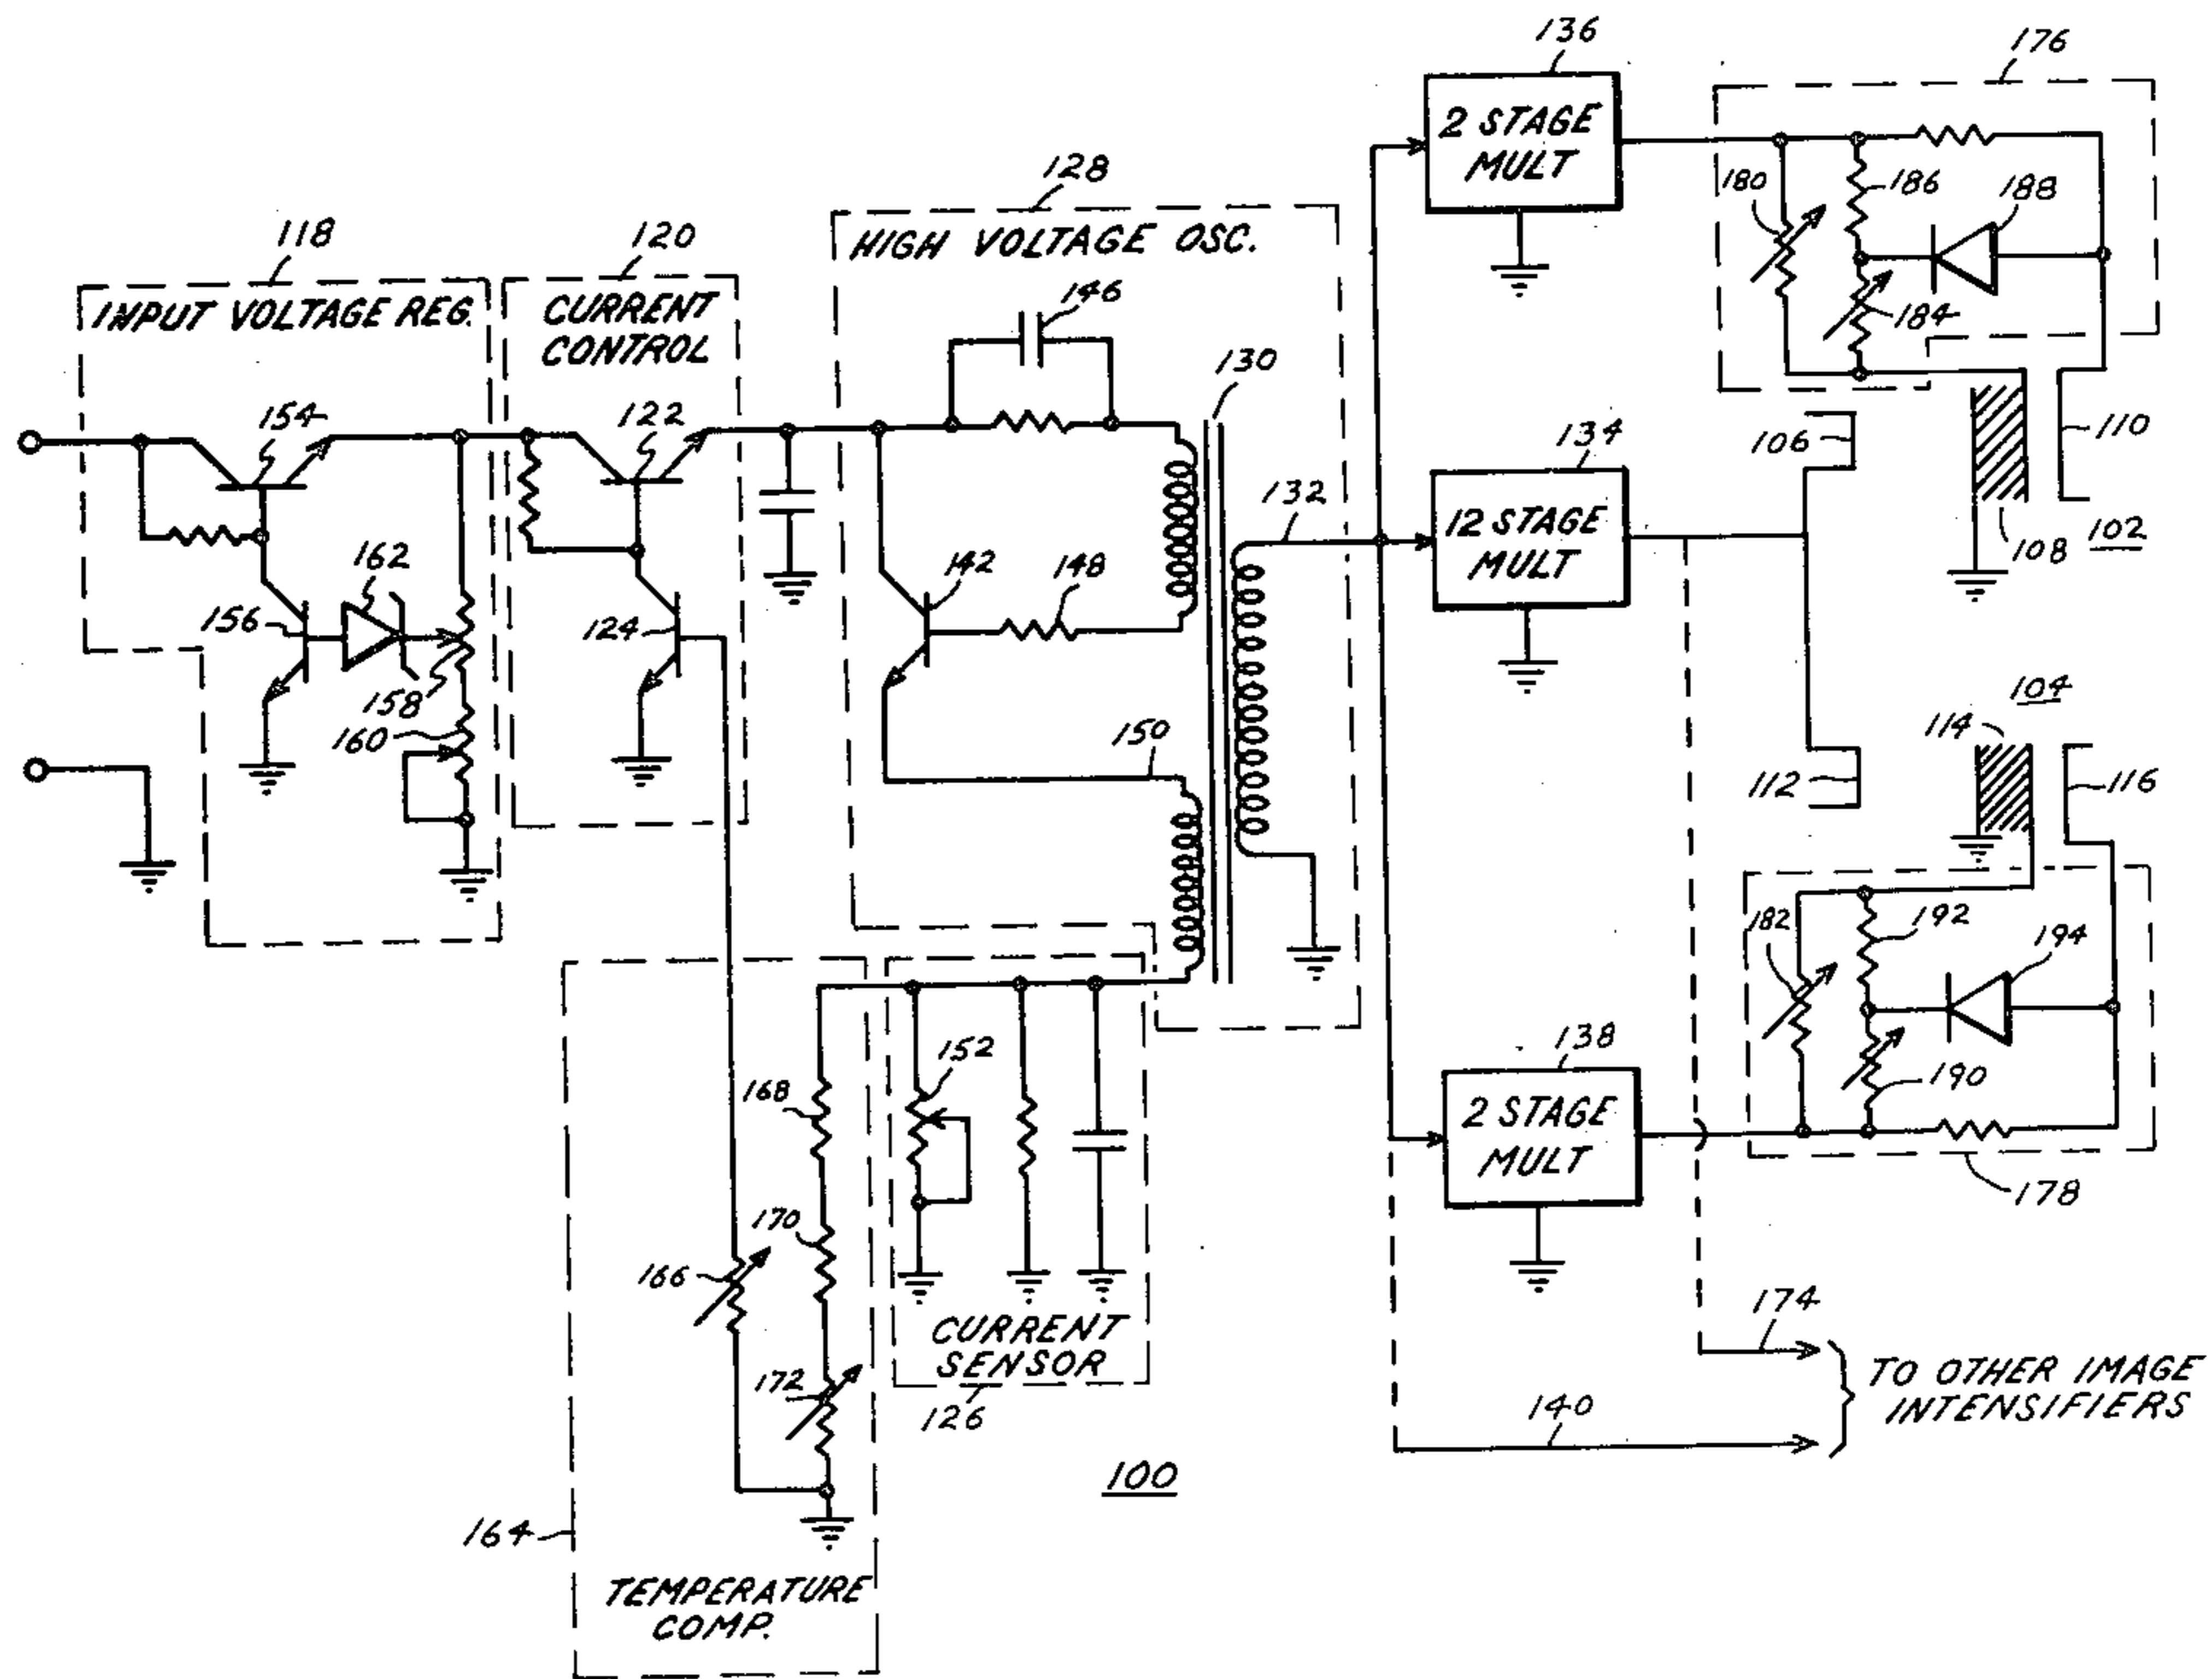 136
176
2 STAGE
MULT
128
180
186
188
118
120
HIGH VOLTAGE OSC.
184
INPUT VOLTAGE REG.
CURRENT
CONTROL
146
130
154
122
134
106
110
132
12 STAGE
MULT
108
102
162
142
148
156
124
158
104
114
160
150
112
116
192
182
194
152
138
168
2 STAGE
MULT
190
178
170
166
174
CURRENT
SENSOR
172
TO OTHER IMAGE
INTENSIFIERS
126
140
100
164
TEMPERATURE
COMP.